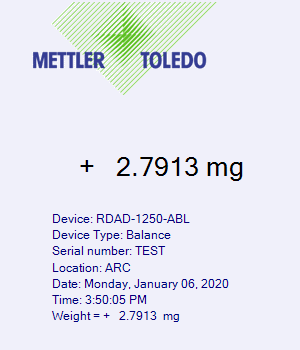 METTLER TOLEDO
+ 2.7913 mg
Device: RDAD-1250-ABL
Device Type: Balance
Serial number: TEST
Location: ARC
Date: Monday, January 06, 2020
Time: 3:50:05 PM
Weight = + 2.7913 mg